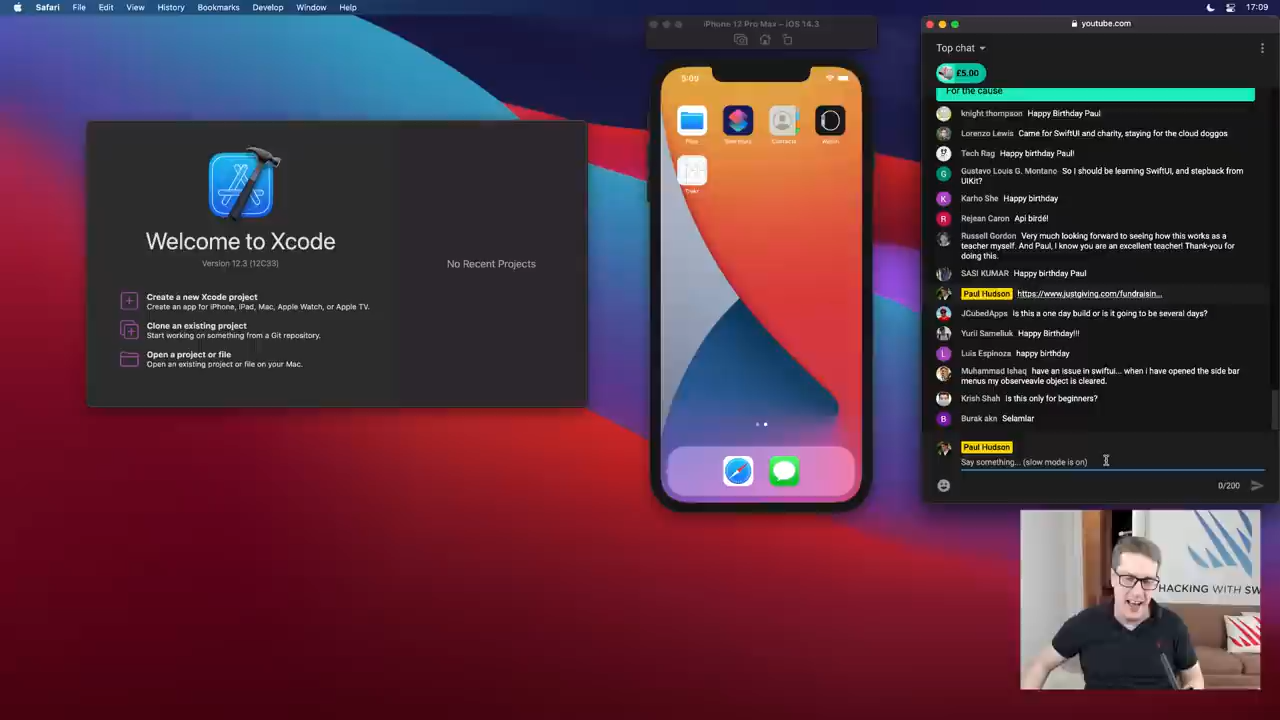 Safari File Edit View History Bookmarks Develop Window Help
17:09
Welcome to Xcode
Version 12.3 (12C33)
Create a new Xcode project
Create an app for iPhone, iPad, Mac, Apple Watch, or Apple TV.
Clone an existing project
Start working on something from a Git repository.
Open a project or file
Open an existing project or file on your Mac.
No Recent Projects
iPhone 12 Pro Max – iOS 14.3
5:09
Files Shortcuts Contacts Watch
youtube.com
Top chat
£5.00
For the cause
knight thompson Happy Birthday Paul
Lorenzo Lewis Came for SwiftUI and charity, staying for the cloud doggos
Tech Rag Happy birthday Paul!
G Gustavo Louis G. Montano So I should be learning SwiftUI, and stepback from
UIKit?
K Karho She Happy birthday
Rejean Caron Api birdé!
Russell Gordon Very much looking forward to seeing how this works as a
teacher myself. And Paul, I know you are an excellent teacher! Thank-you for
doing this.
SASI KUMAR Happy birthday Paul
Paul Hudson https://www.justgiving.com/fundraisin...
JCubedApps Is this a one day build or is it going to be several days?
Yurii Samsliuk Happy Birthday!!!
L Luis Espinoza happy birthday
Muhammad Ishaq have an issue in swiftui... when i have opened the side bar
menus my observeavle object is cleared.
Krish Shah Is this only for beginners?
B Burak akn Selamlar
Paul Hudson
Say something... (slow mode is on)
0/200
HACKING WITH SW